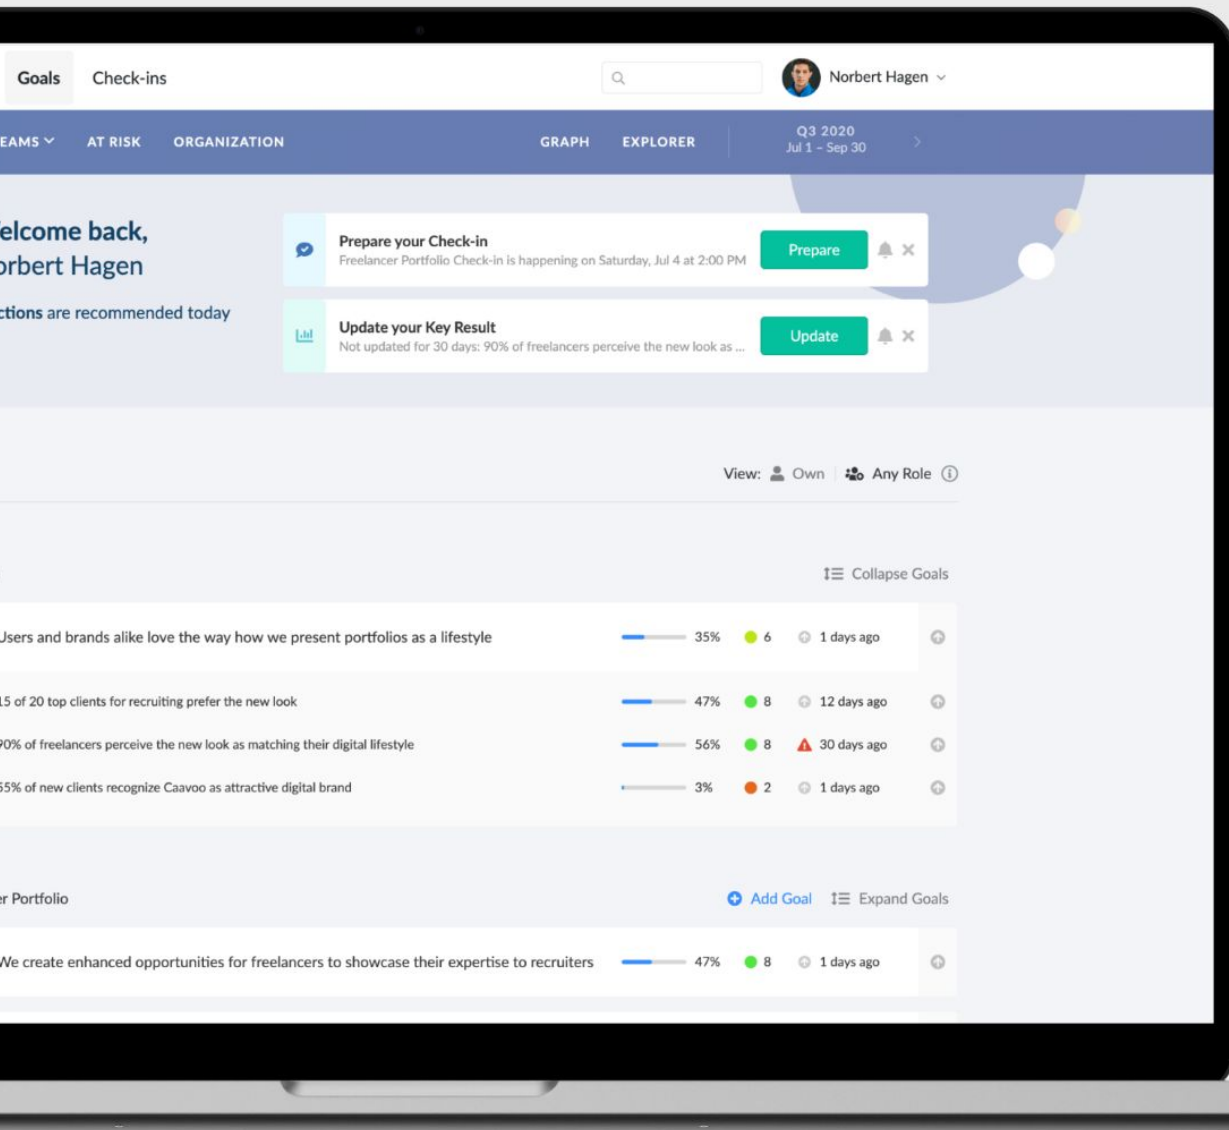 Goals Check-ins Norbert Hagen
EAMS AT RISK ORGANIZATION GRAPH EXPLORER Q3 2020
Jul 1 – Sep 30
elcome back,
orbert Hagen
ctions are recommended today
Prepare your Check-in
Freelancer Portfolio Check-in is happening on Saturday, Jul 4 at 2:00 PM
Prepare
Update your Key Result
Not updated for 30 days: 90% of freelancers perceive the new look as ...
Update
View: Own Any Role
Collapse Goals
Users and brands alike love the way how we present portfolios as a lifestyle 35% 6 1 days ago
15 of 20 top clients for recruiting prefer the new look 47% 8 12 days ago
90% of freelancers perceive the new look as matching their digital lifestyle 56% 8 30 days ago
55% of new clients recognize Caavoo as attractive digital brand 3% 2 1 days ago
er Portfolio Add Goal Expand Goals
We create enhanced opportunities for freelancers to showcase their expertise to recruiters 47% 8 1 days ago